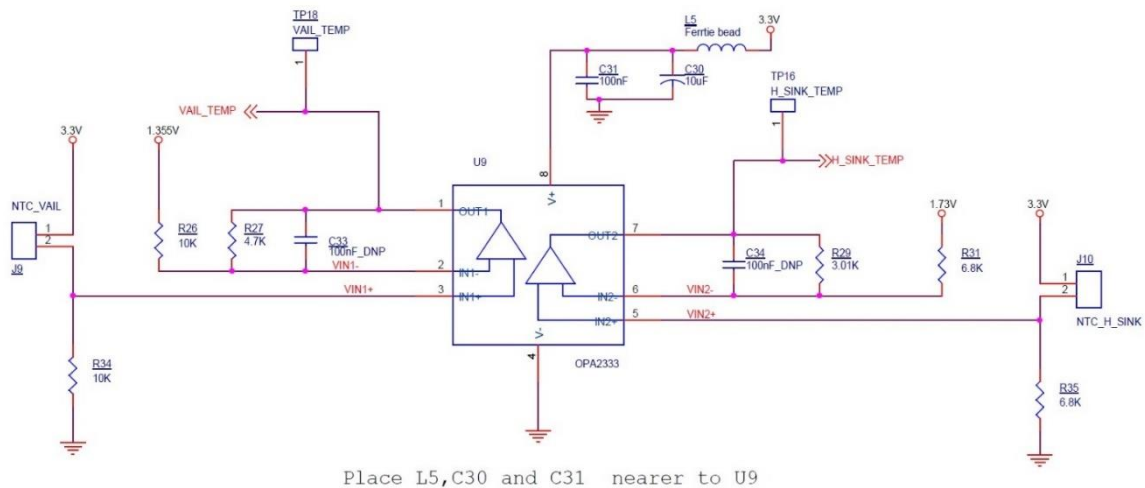 TP18
VAIL_TEMP
1
VAIL_TEMP
3.3V
1.355V
NTC_VAIL
1
2
J9
R26
10K
R27
4.7K
C33
100nF_DNP
VIN1-
VIN1+
R34
10K
L5
Ferrtie bead
3.3V
C31
100nF
C30
10uF
TP16
H_SINK_TEMP
1
H_SINK_TEMP
U9
8
V+
1
OUT1
2
IN1-
3
IN1+
OUT2
7
IN2-
6
IN2+
5
V-
4
OPA2333
C34
100nF_DNP
R29
3.01K
VIN2-
VIN2+
1.73V
R31
6.8K
3.3V
J10
1
2
NTC_H_SINK
R35
6.8K
Place L5,C30 and C31 nearer to U9